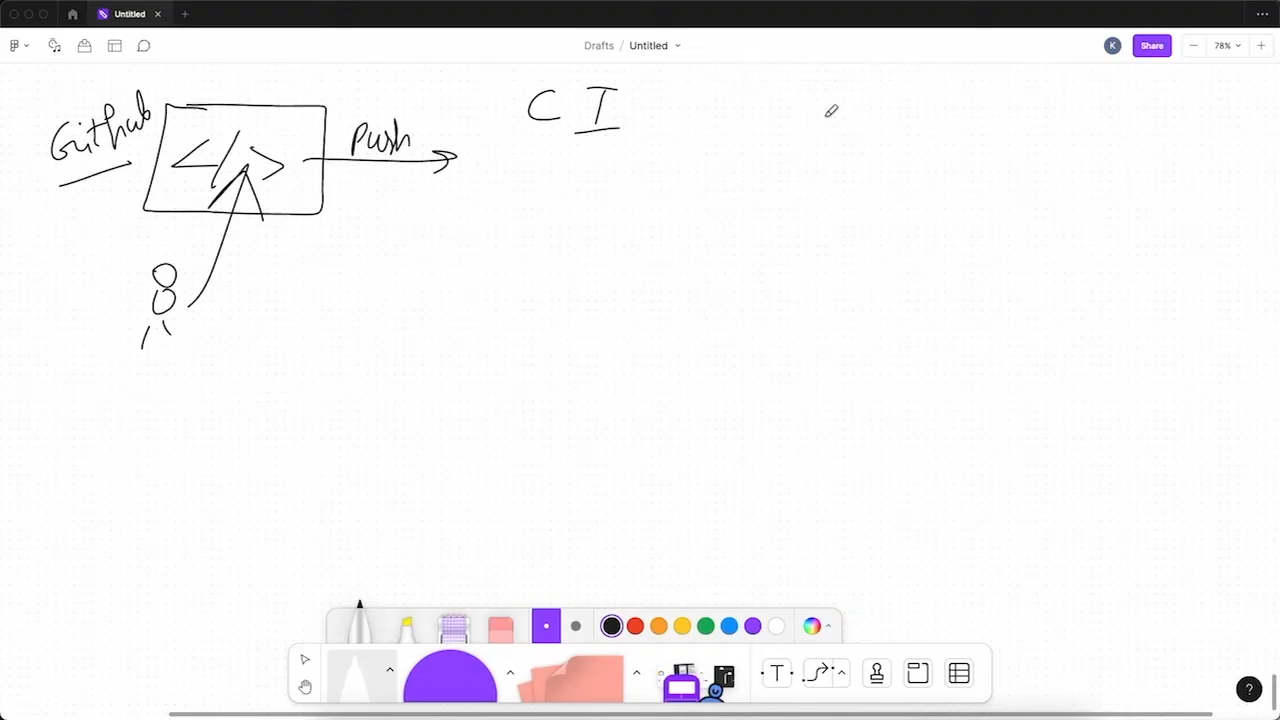 Untitled
Drafts / Untitled
K
Share
78%
Github
</>
Push
C I
T
?